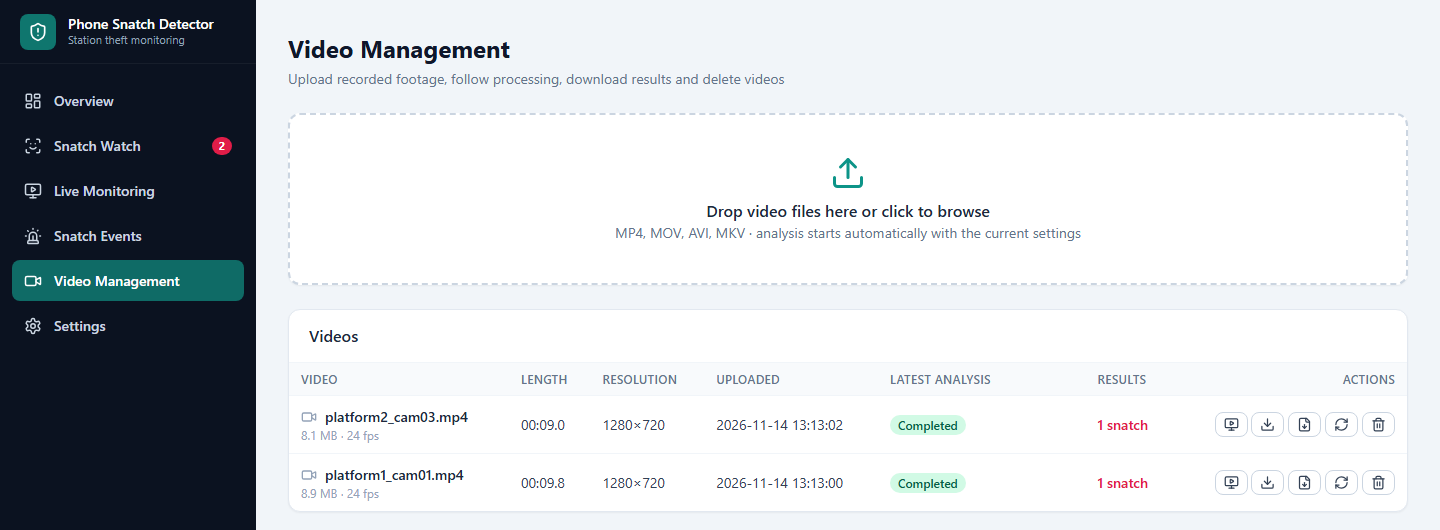 Phone Snatch Detector
Station theft monitoring
Overview
Snatch Watch 2
Live Monitoring
Snatch Events
Video Management
Settings
Video Management
Upload recorded footage, follow processing, download results and delete videos
Drop video files here or click to browse
MP4, MOV, AVI, MKV · analysis starts automatically with the current settings
Videos
VIDEO LENGTH RESOLUTION UPLOADED LATEST ANALYSIS RESULTS ACTIONS
platform2_cam03.mp4 00:09.0 1280×720 2026-11-14 13:13:02 Completed 1 snatch
8.1 MB · 24 fps
platform1_cam01.mp4 00:09.8 1280×720 2026-11-14 13:13:00 Completed 1 snatch
8.9 MB · 24 fps